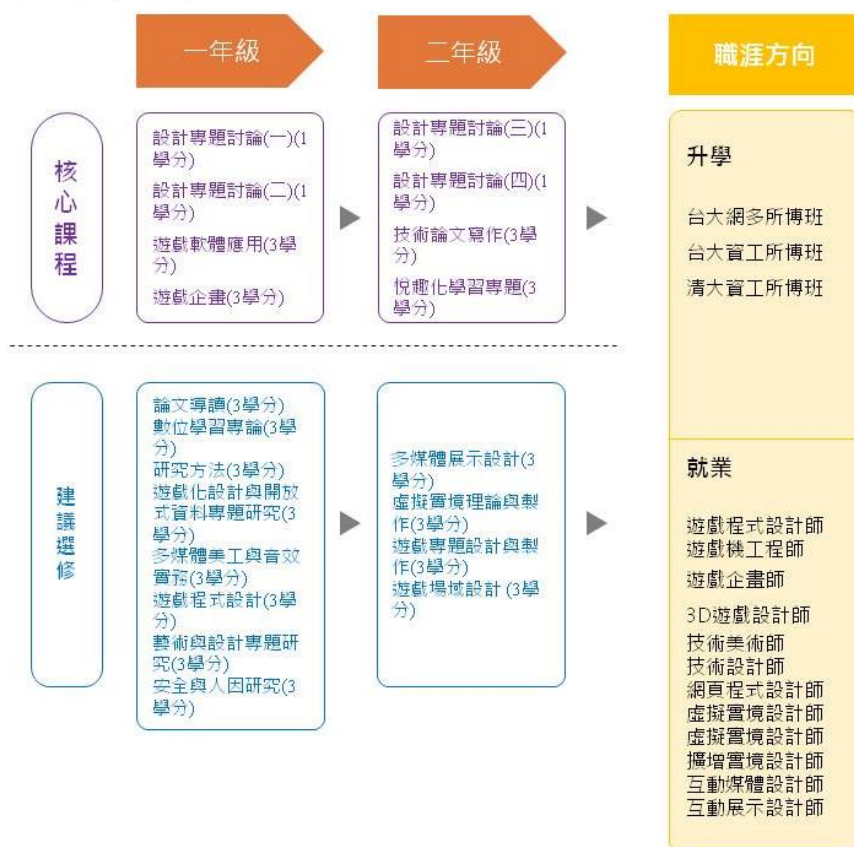 一年級
二年級
職涯方向
核
心
課
程
設計專題討論(一)(1
學分)
設計專題討論(二)(1
學分)
遊戲軟體應用(3學
分)
遊戲企畫(3學分)
設計專題討論(三)(1
學分)
設計專題討論(四)(1
學分)
技術論文寫作(3學
分)
悅趣化學習專題(3
學分)
升學
台大網多所博班
台大資工所博班
清大資工所博班
建
議
選
修
論文導讀(3學分)
數位學習專論(3學
分)
研究方法(3學分)
遊戲化設計與開放
式資料專題研究(3
學分)
多媒體美工與音效
實務(3學分)
遊戲程式設計(3學
分)
藝術與設計專題研
究(3學分)
安全與人因研究(3
學分)
多媒體展示設計(3
學分)
虛擬實境理論與製
作(3學分)
遊戲專題設計與製
作(3學分)
遊戲場域設計 (3學
分)
就業
遊戲程式設計師
遊戲機工程師
遊戲企畫師
3D遊戲設計師
技術美術師
技術設計師
網頁程式設計師
虛擬實境設計師
虛擬實境設計師
擴增實境設計師
互動媒體設計師
互動展示設計師